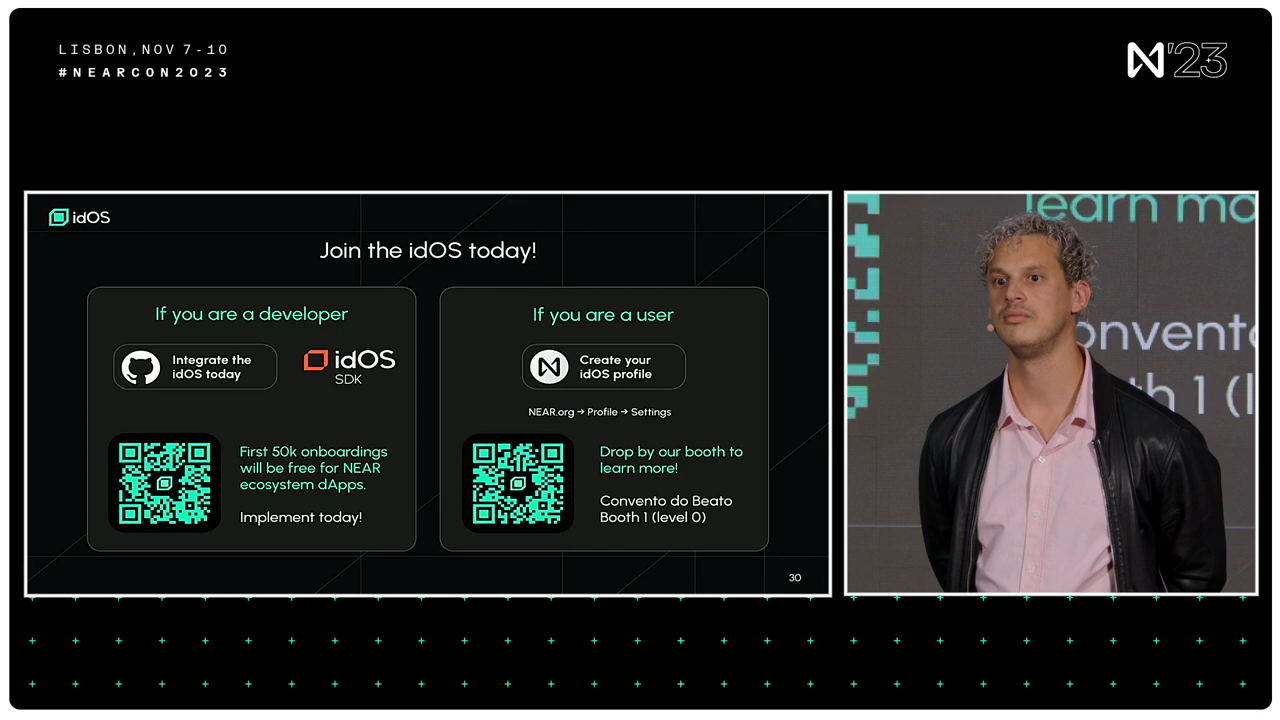 LISBON, NOV 7-10
#NEARCON2023
'23
idOS
Join the idOS today!
If you are a developer
Integrate the
idOS today
idOS
SDK
First 50k onboardings
will be free for NEAR
ecosystem dApps.
Implement today!
If you are a user
Create your
idOS profile
NEAR.org → Profile → Settings
Drop by our booth to
learn more!
Convento do Beato
Booth 1 (level 0)
30
learn mo
onvento
th 1 (l